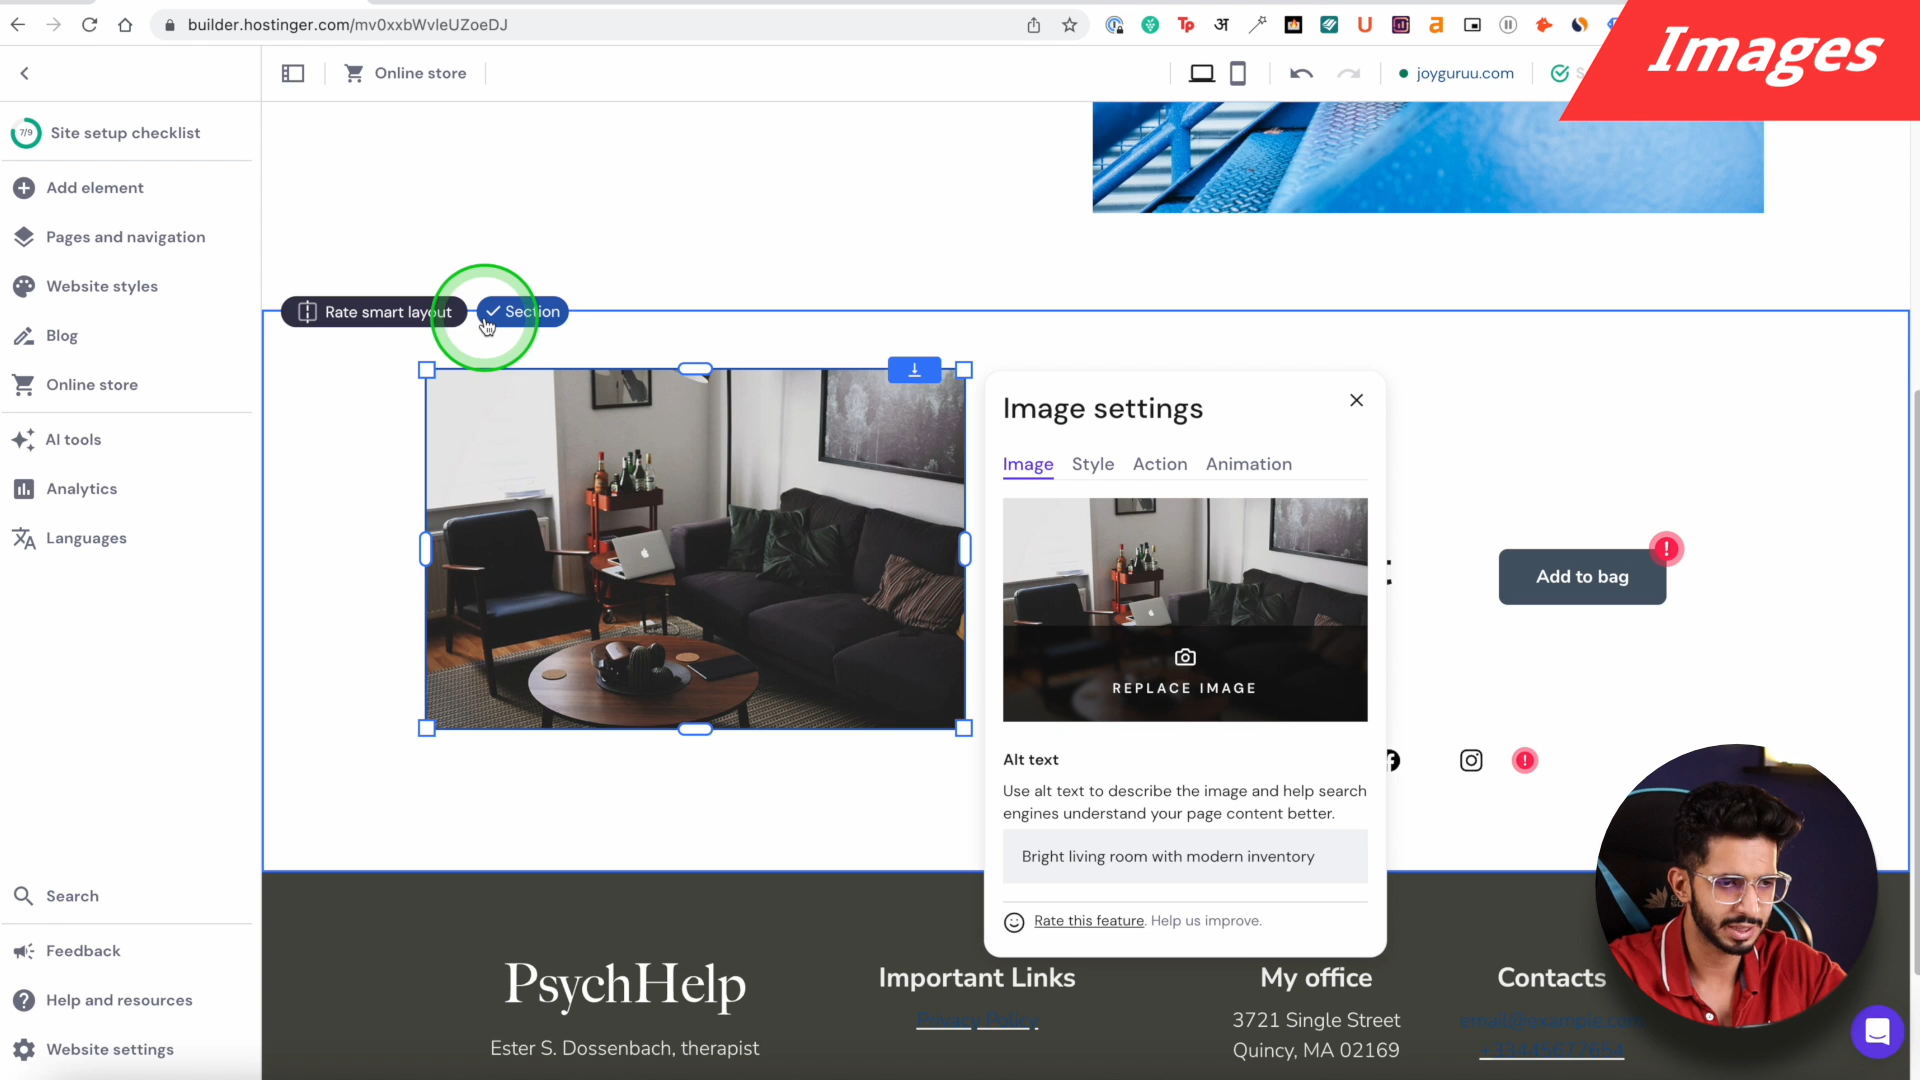 builder.hostinger.com/mv0xxbWvleUZoeDJ
Images
Online store
joyguruu.com
7/9
Site setup checklist
Add element
Pages and navigation
Website styles
Blog
Online store
AI tools
Analytics
Languages
Search
Feedback
Help and resources
Website settings
Rate smart layout
Section
Image settings
Image
Style
Action
Animation
REPLACE IMAGE
Alt text
Use alt text to describe the image and help search
engines understand your page content better.
Bright living room with modern inventory
Rate this feature. Help us improve.
Add to bag
PsychHelp
Ester S. Dossenbach, therapist
Important Links
Privacy Policy
My office
3721 Single Street
Quincy, MA 02169
Contacts